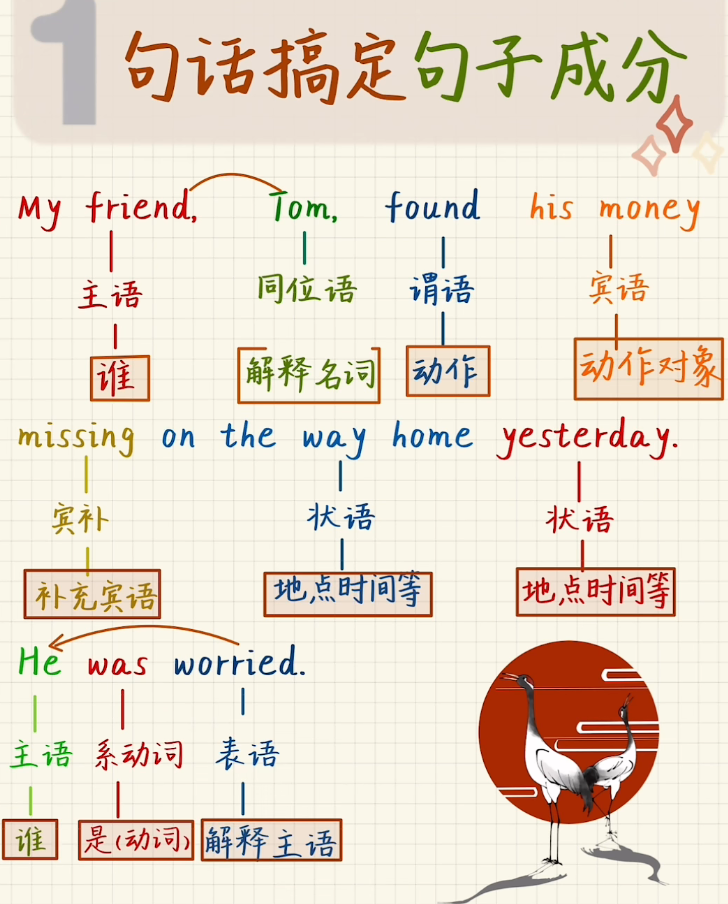 1句话搞定句子成分
My friend, Tom, found his money
主语 同位语 谓语 宾语
谁 解释名词 动作 动作对象
missing on the way home yesterday.
宾补 状语 状语
补充宾语 地点时间等 地点时间等
He was worried.
主语 系动词 表语
谁 是(动词) 解释主语